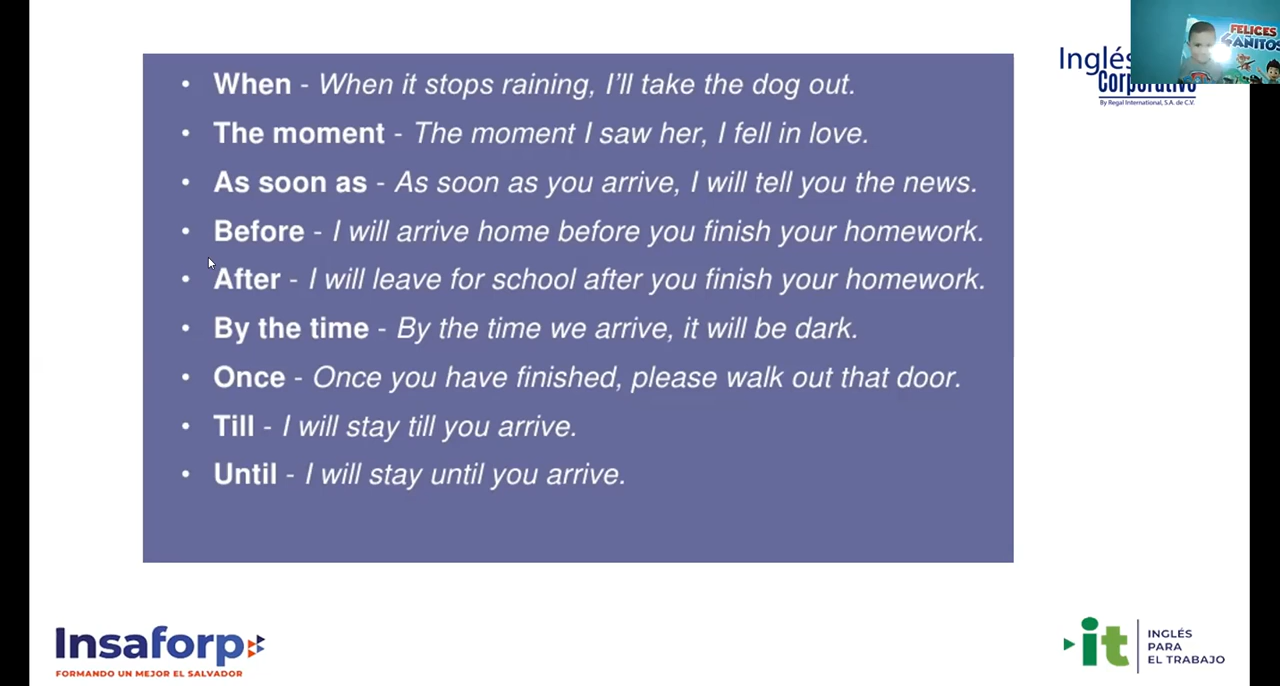 When - When it stops raining, I'll take the dog out.
The moment - The moment I saw her, I fell in love.
As soon as - As soon as you arrive, I will tell you the news.
Before - I will arrive home before you finish your homework.
After - I will leave for school after you finish your homework.
By the time - By the time we arrive, it will be dark.
Once - Once you have finished, please walk out that door.
Till - I will stay till you arrive.
Until - I will stay until you arrive.
FELICES
AÑITOS
Inglés
Corporativo
By Regal International, S.A. de C.V.
Insaforp
FORMANDO UN MEJOR EL SALVADOR
it
INGLÉS
PARA
EL TRABAJO